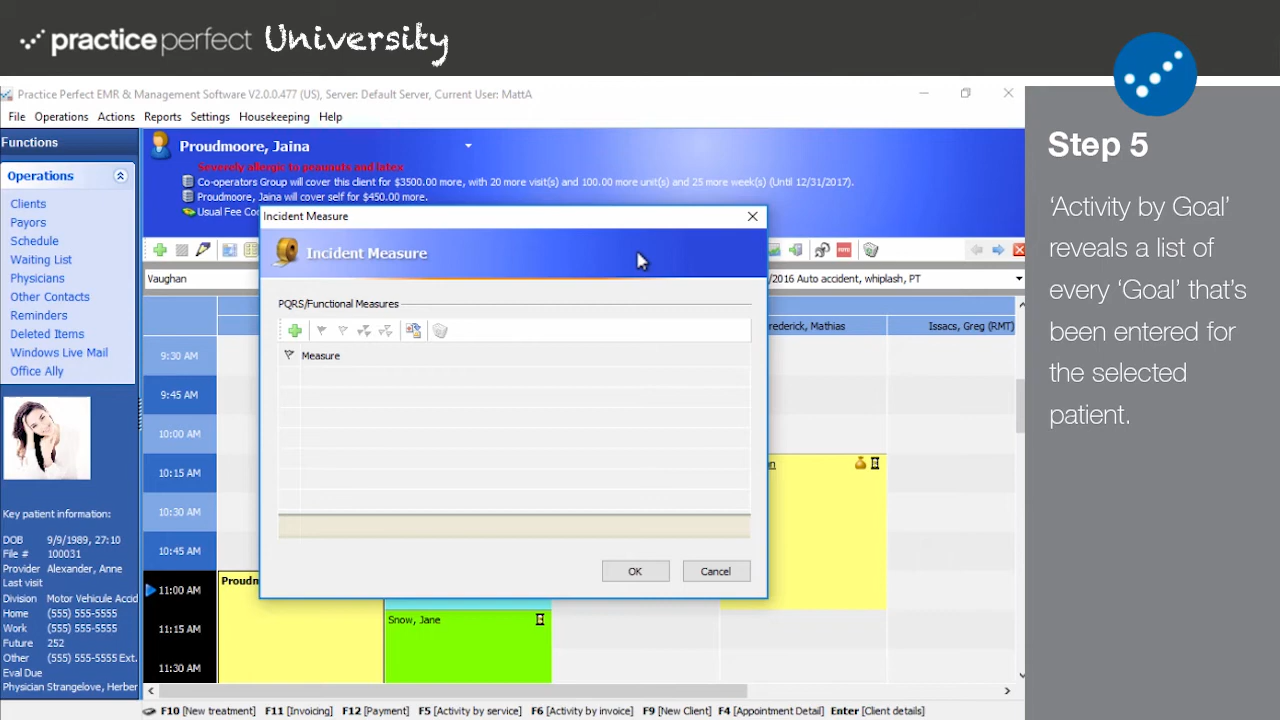 practiceperfect University
Practice Perfect EMR & Management Software V2.0.0.477 (US), Server: Default Server, Current User: MattA
File Operations Actions Reports Settings Housekeeping Help
Functions
Operations
Clients
Payors
Schedule
Waiting List
Physicians
Other Contacts
Reminders
Deleted Items
Windows Live Mail
Office Ally
Key patient information:
DOB 9/9/1989, 27:10
File # 100031
Provider Alexander, Anne
Last visit
Division Motor Vehicule Accid
Home (555) 555-5555
Work (555) 555-5555
Future 252
Other (555) 555-5555 Ext.
Eval Due
Physician Strangelove, Herber
Proudmoore, Jaina
Severely allergic to peanuts and latex
Co-operators Group will cover this client for $3500.00 more, with 20 more visit(s) and 100.00 more unit(s) and 25 more week(s) (Until 12/31/2017).
Proudmoore, Jaina will cover self for $450.00 more.
Usual Fee Coo
Vaughan
/2016 Auto accident, whiplash, PT
rederick, Mathias
Issacs, Greg (RMT)
9:30 AM
9:45 AM
10:00 AM
10:15 AM
10:30 AM
10:45 AM
11:00 AM
11:15 AM
11:30 AM
Proudn
Snow, Jane
n
Incident Measure
Incident Measure
PQRS/Functional Measures
Measure
OK Cancel
F10 [New treatment] F11 [Invoicing] F12 [Payment] F5 [Activity by service] F6 [Activity by invoice] F9 [New Client] F4 [Appointment Detail] Enter [Client details]
Step 5
‘Activity by Goal’
reveals a list of
every ‘Goal’ that’s
been entered for
the selected
patient.